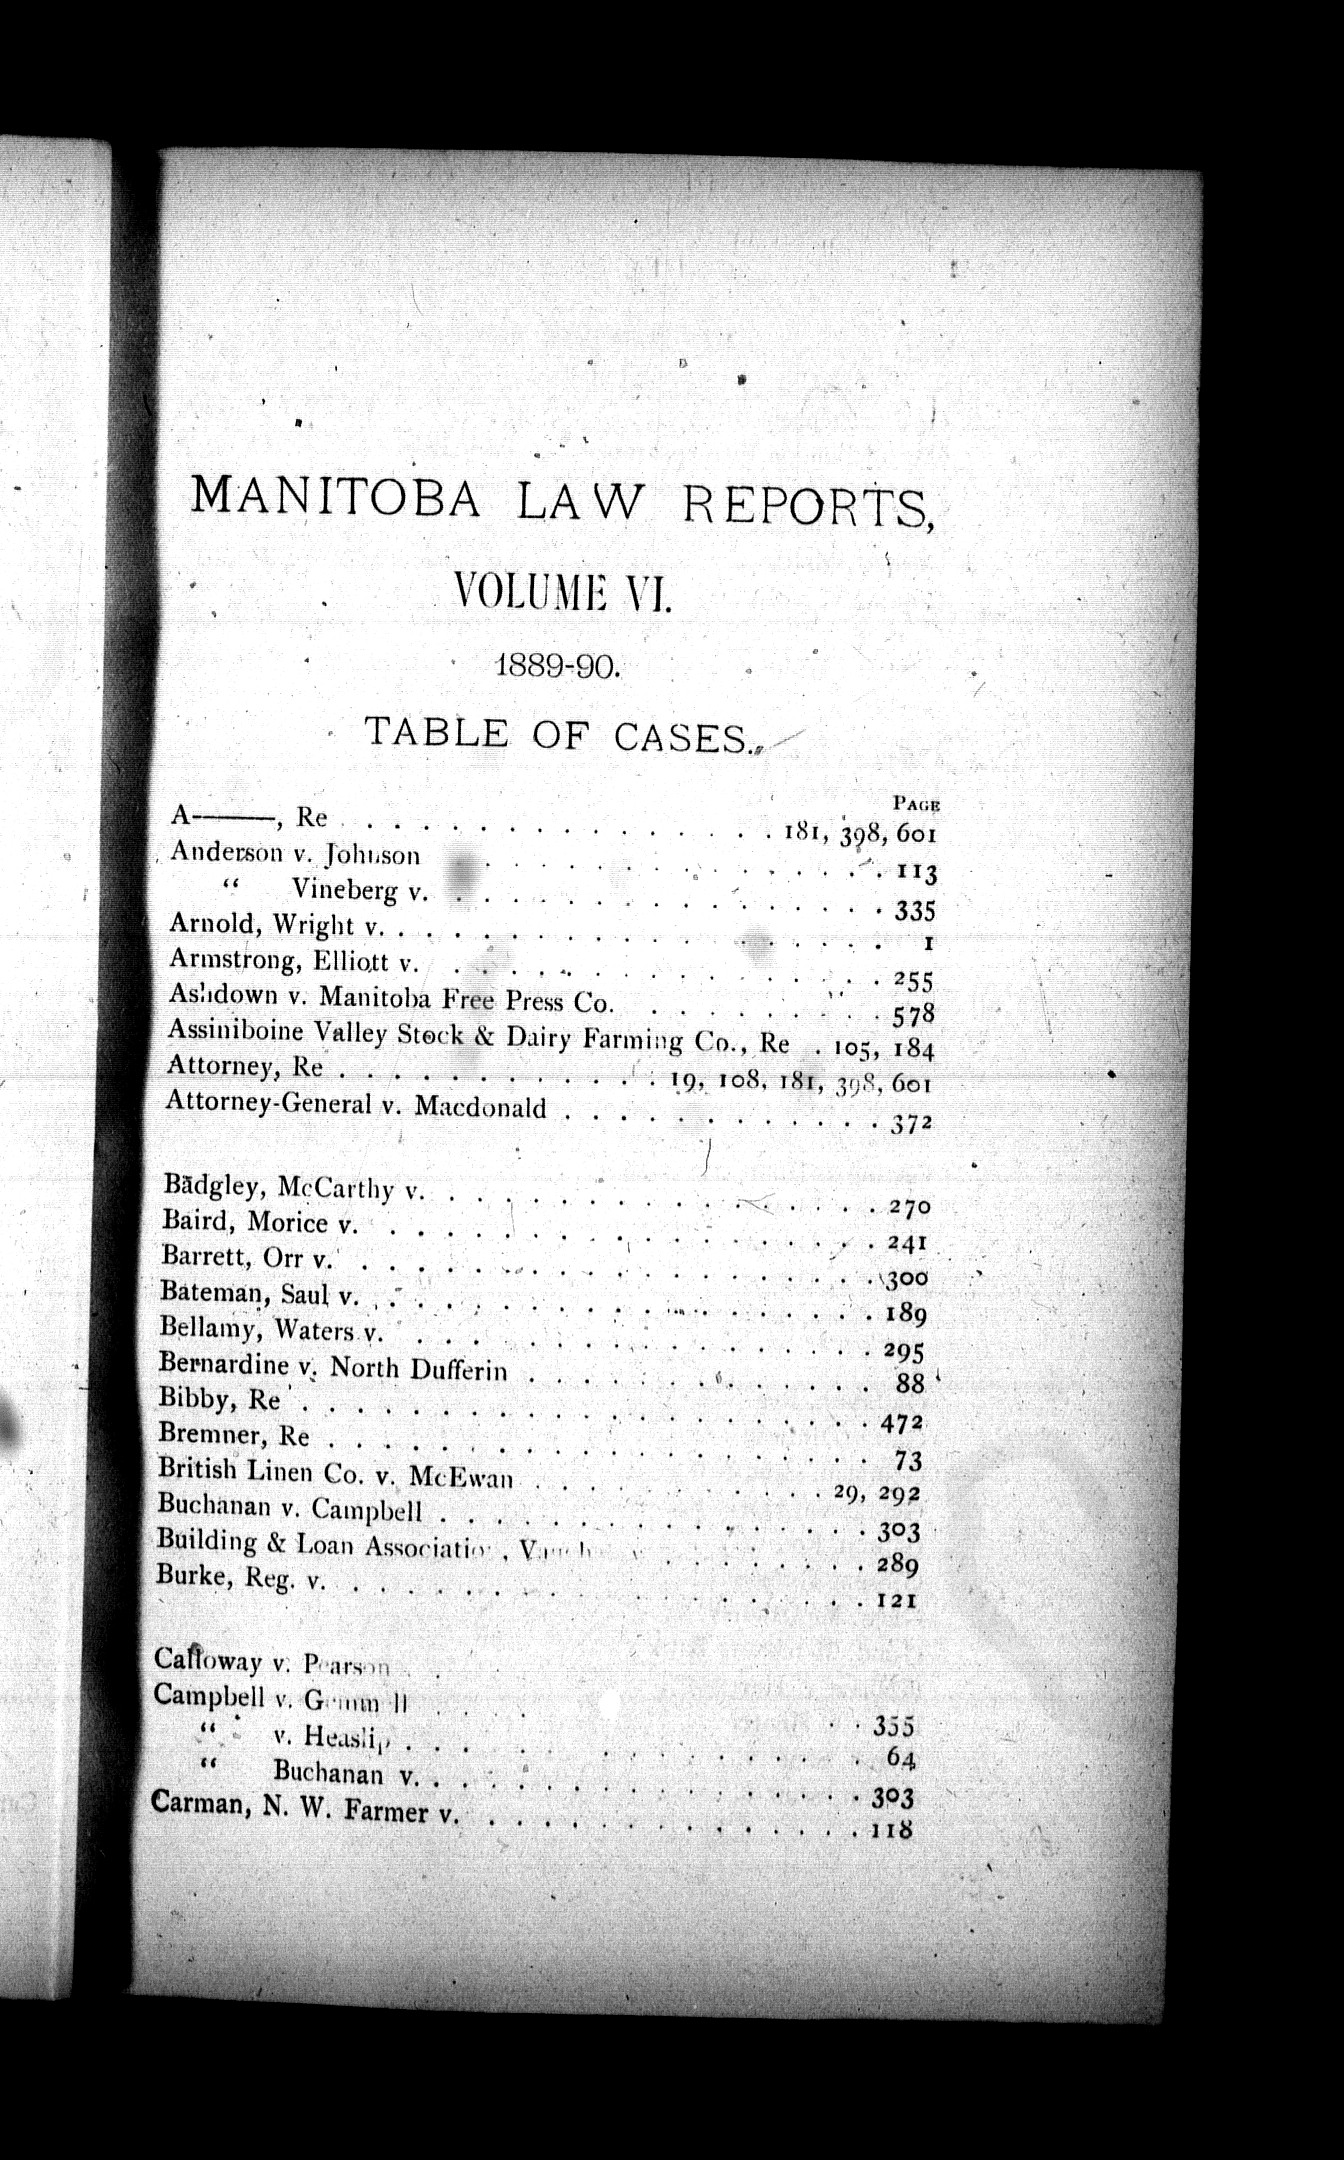 MANITOBA LAW REPORTS,
VOLUME VI.
1889-90.
TABLE OF CASES.
PAGE
A———, Re . . . . . . . . . . . . . . . . 181, 398, 601
Anderson v. Johnson . . . . . . . . . . . . . . . 113
“ Vineberg v. . . . . . . . . . . . . . . . . 335
Arnold, Wright v. . . . . . . . . . . . . . . . . . . 1
Armstrong, Elliott v. . . . . . . . . . . . . . . . . 255
Ashdown v. Manitoba Free Press Co. . . . . . . . . . 578
Assiniboine Valley Stock & Dairy Farming Co., Re . 105, 184
Attorney, Re . . . . . . . . . . . . 19, 108, 181, 398, 601
Attorney-General v. Macdonald . . . . . . . . . . . . 372
Badgley, McCarthy v. . . . . . . . . . . . . . . . . 270
Baird, Morice v. . . . . . . . . . . . . . . . . . . 241
Barrett, Orr v. . . . . . . . . . . . . . . . . . . . 300
Bateman, Saul v. . . . . . . . . . . . . . . . . . . 189
Bellamy, Waters v. . . . . . . . . . . . . . . . . . 295
Bernardine v. North Dufferin . . . . . . . . . . . . . 88
Bibby, Re . . . . . . . . . . . . . . . . . . . . . 472
Bremner, Re . . . . . . . . . . . . . . . . . . . . 73
British Linen Co. v. McEwan . . . . . . . . . . . 29, 292
Buchanan v. Campbell . . . . . . . . . . . . . . . . 303
Building & Loan Association, . . . . . . . . 289
Burke, Reg. v. . . . . . . . . . . . . . . . . . . . 121
Calloway v. Pearson . .
Campbell v. Gemmill . . . . . . 355
“ v. Heaslip . . . . . . . . . . . . . . 64
“ Buchanan v. . . . . . . . . . . . . . . . . 303
Carman, N. W. Farmer v. . . . . . . . . . . . . . . . 118